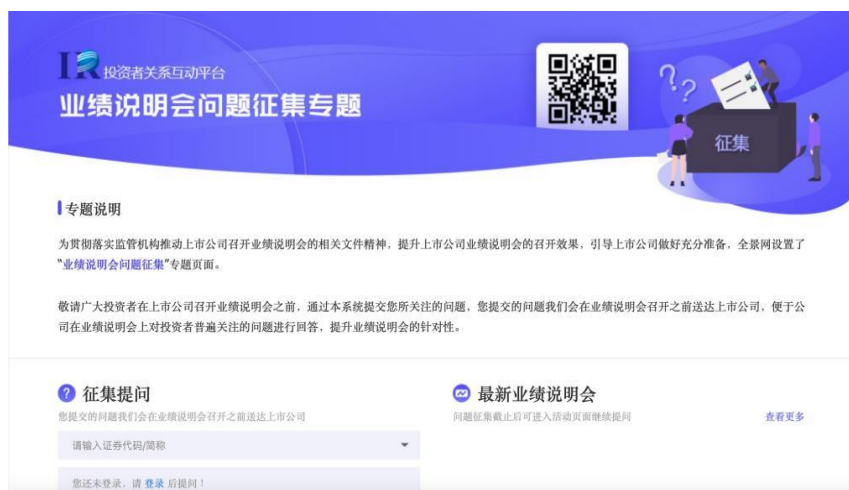 IR 投资者关系互动平台
业绩说明会问题征集专题
征集
专题说明
为贯彻落实监管机构推动上市公司召开业绩说明会的相关文件精神，提升上市公司业绩说明会的召开效果，引导上市公司做好充分准备，全景网设置了
“业绩说明会问题征集”专题页面。
敬请广大投资者在上市公司召开业绩说明会之前，通过本系统提交您所关注的问题，您提交的问题我们会在业绩说明会召开之前送达上市公司，便于公
司在业绩说明会上对投资者普遍关注的问题进行回答，提升业绩说明会的针对性。
? 征集提问
您提交的问题我们会在业绩说明会召开之前送达上市公司
请输入证券代码/简称
您还未登录，请 登录 后提问！
最新业绩说明会
问题征集截止后可进入活动页面继续提问
查看更多